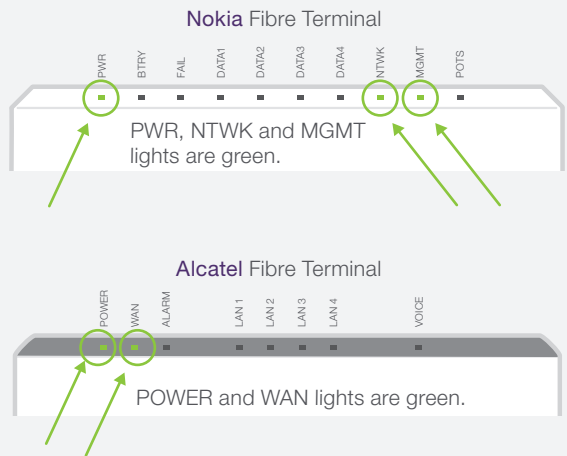 Nokia Fibre Terminal
PWR
BTRY
FAIL
DATA1
DATA2
DATA3
DATA4
NTWK
MGMT
POTS
PWR, NTWK and MGMT
lights are green.
Alcatel Fibre Terminal
POWER
WAN
ALARM
LAN 1
LAN 2
LAN 3
LAN 4
VOICE
POWER and WAN lights are green.